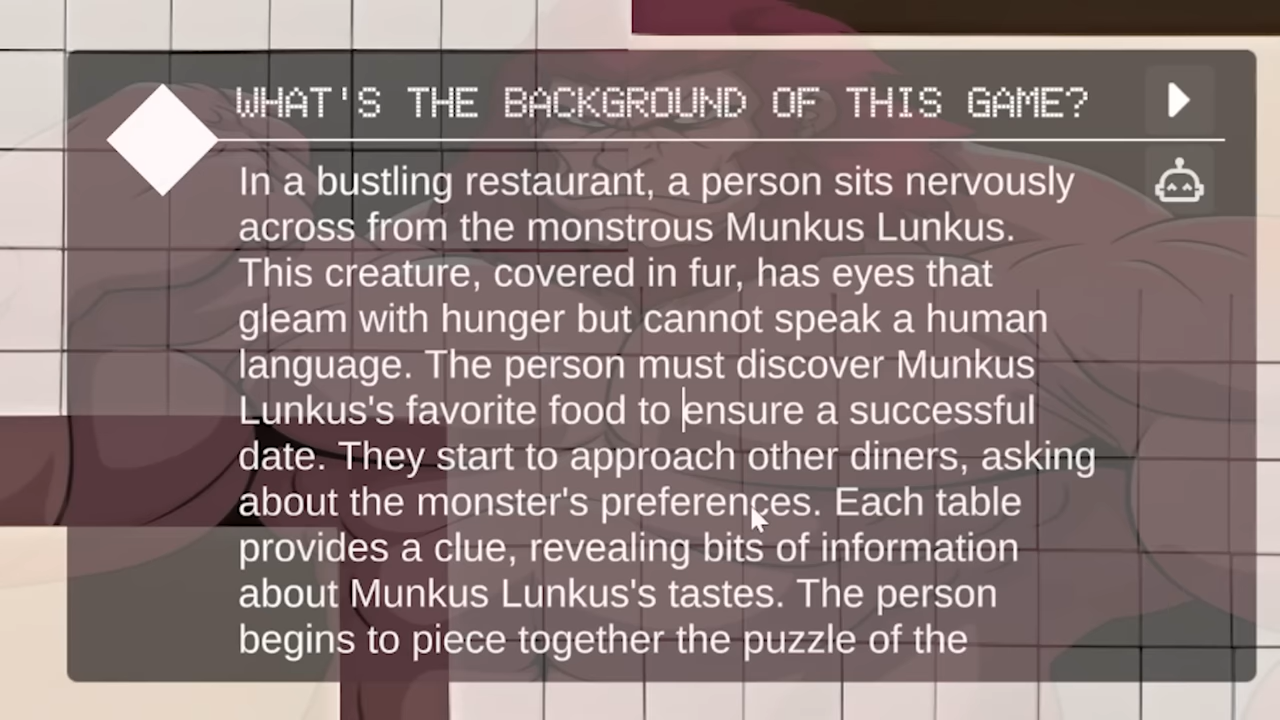 WHAT'S THE BACKGROUND OF THIS GAME?
In a bustling restaurant, a person sits nervously
across from the monstrous Munkus Lunkus.
This creature, covered in fur, has eyes that
gleam with hunger but cannot speak a human
language. The person must discover Munkus
Lunkus's favorite food to ensure a successful
date. They start to approach other diners, asking
about the monster's preferences. Each table
provides a clue, revealing bits of information
about Munkus Lunkus's tastes. The person
begins to piece together the puzzle of the